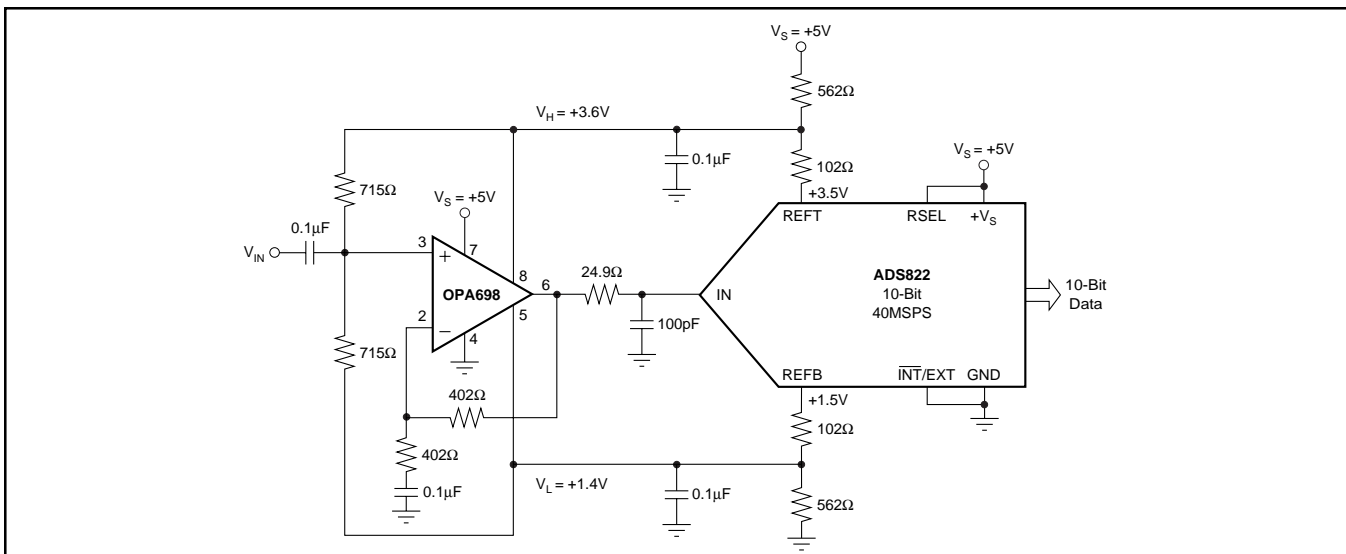 V_S = +5V
562Ω
V_H = +3.6V
0.1µF
102Ω
V_S = +5V
715Ω
V_S = +5V
+3.5V
REFT
RSEL
+V_S
0.1µF
V_IN
3
+
7
8
OPA698
6
24.9Ω
IN
ADS822
10-Bit
40MSPS
10-Bit
Data
2
−
5
4
100pF
715Ω
REFB
INT/EXT
GND
402Ω
+1.5V
102Ω
402Ω
V_L = +1.4V
0.1µF
0.1µF
562Ω